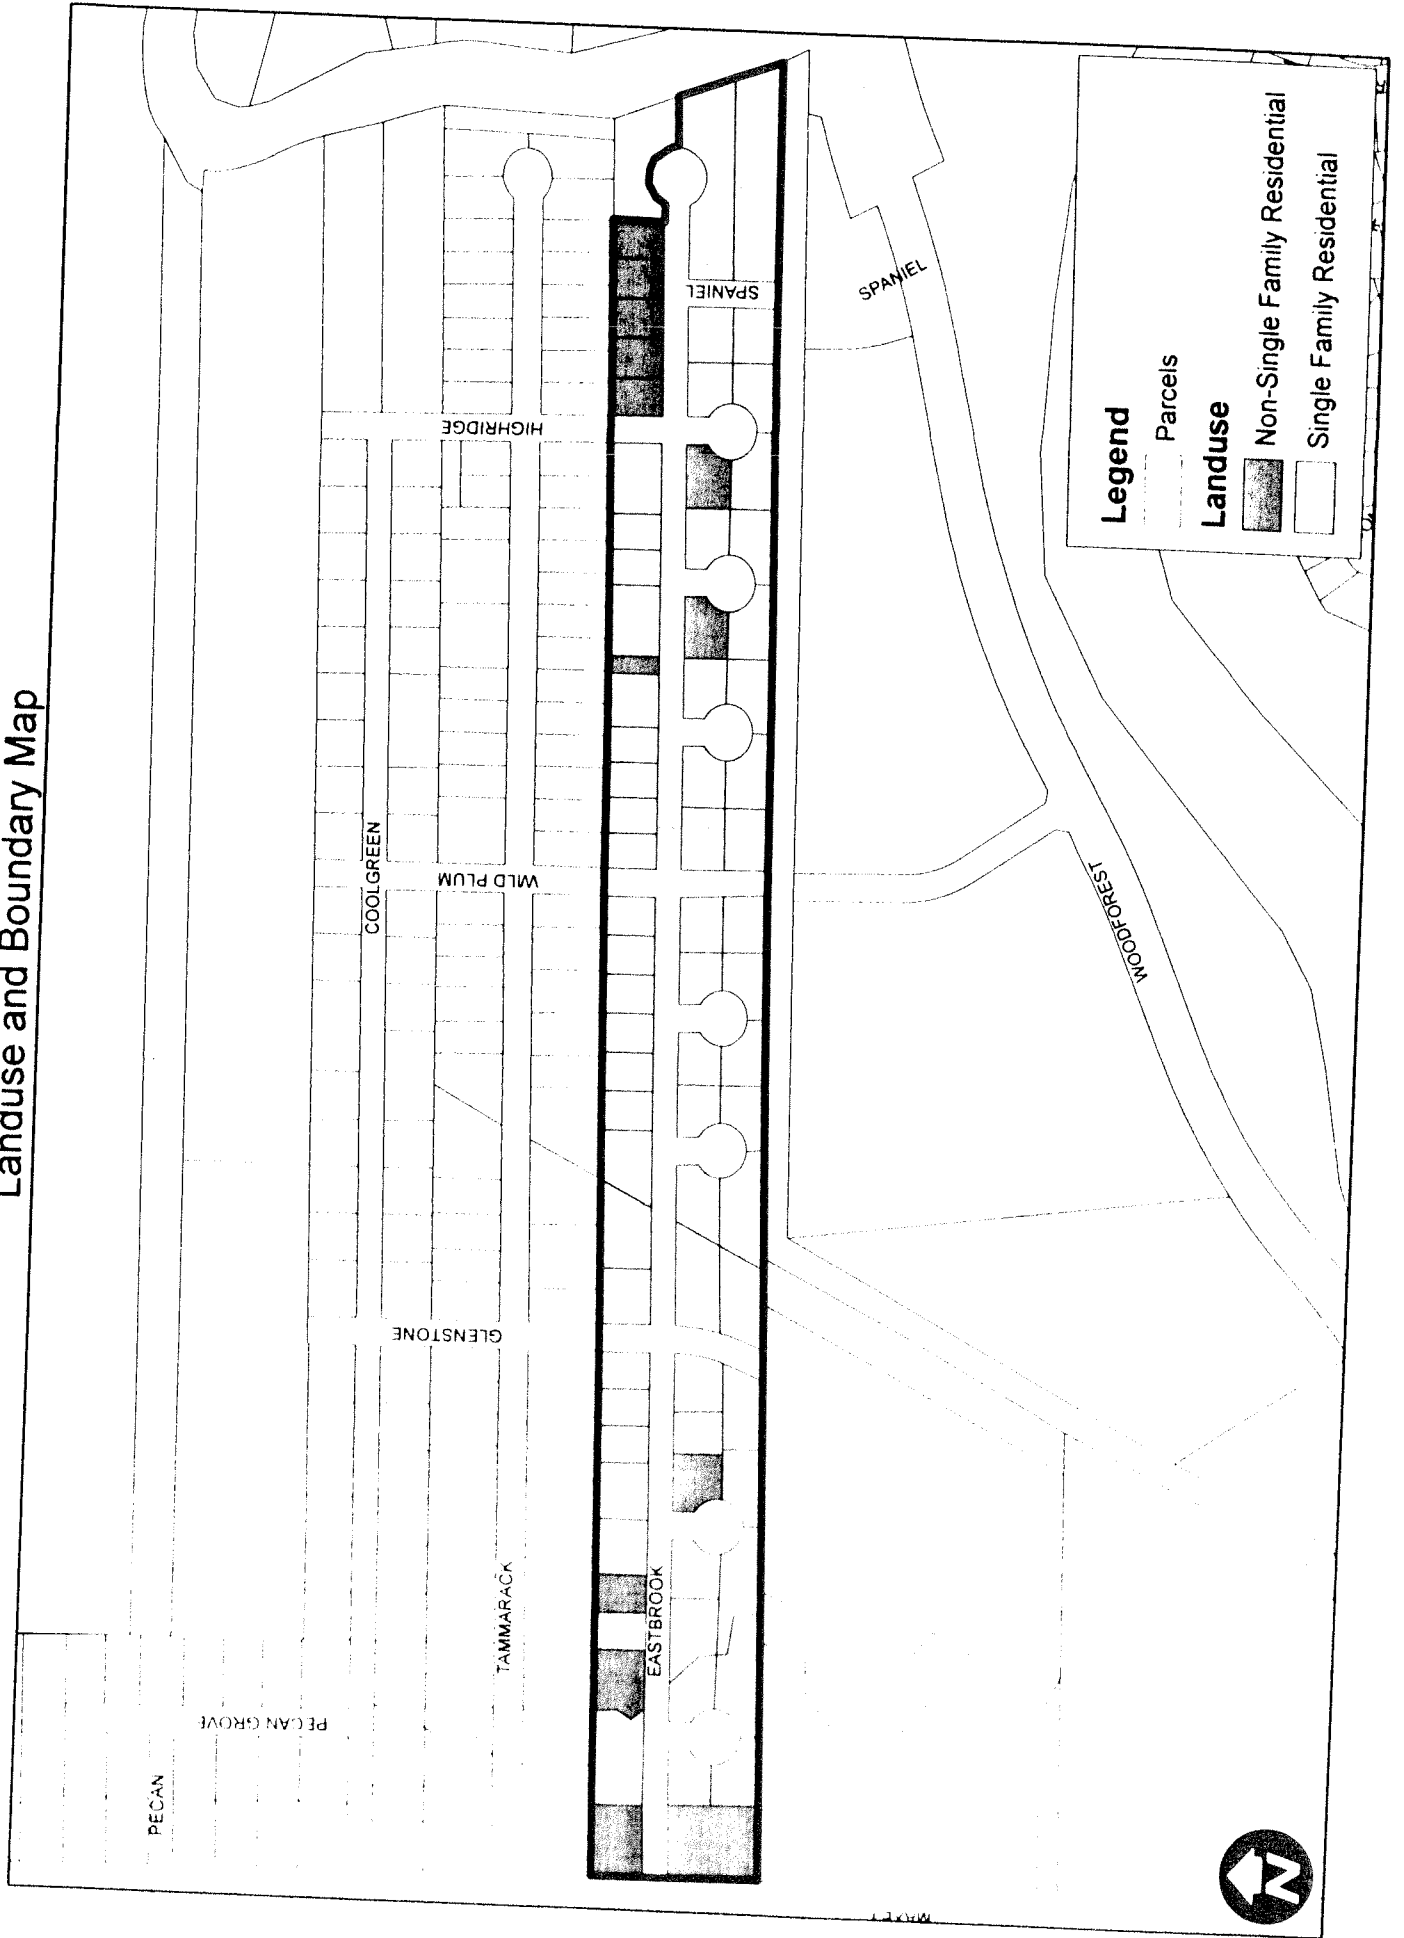 Landuse and Boundary Map
PECAN
PECAN GROVE
COOLGREEN
GLENSTONE
WILD PLUM
HIGHRIDGE
TAMMARACK
EASTBROOK
SPANIEL
SPANIEL
WOODFOREST
Legend
Parcels
Landuse
Non-Single Family Residential
Single Family Residential
N